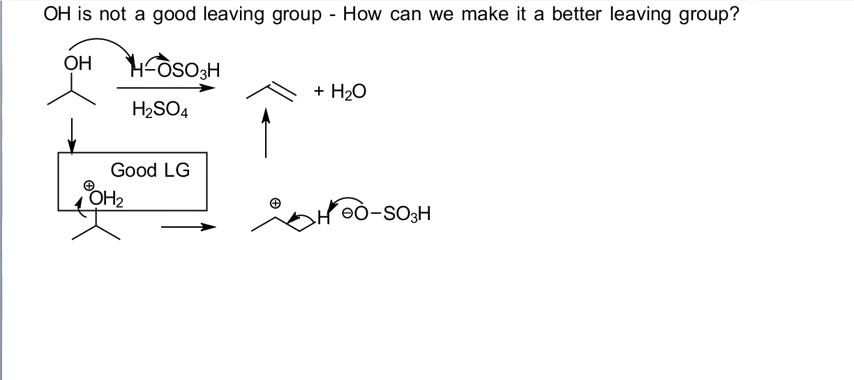 OH is not a good leaving group - How can we make it a better leaving group?
OH H-OSO₃H
H₂SO₄
+ H₂O
Good LG
⊕
OH₂
⊕
H ⊖O-SO₃H